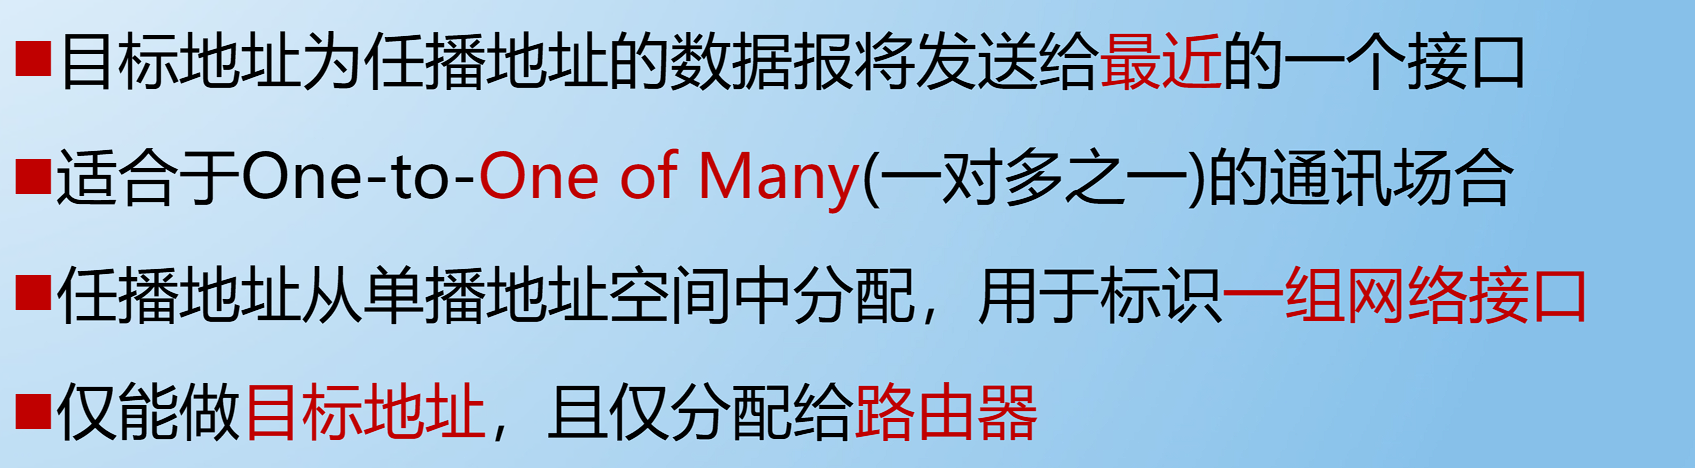 ■目标地址为任播地址的数据报将发送给最近的一个接口
■适合于One-to-One of Many(一对多之一)的通讯场合
■任播地址从单播地址空间中分配，用于标识一组网络接口
■仅能做目标地址，且仅分配给路由器